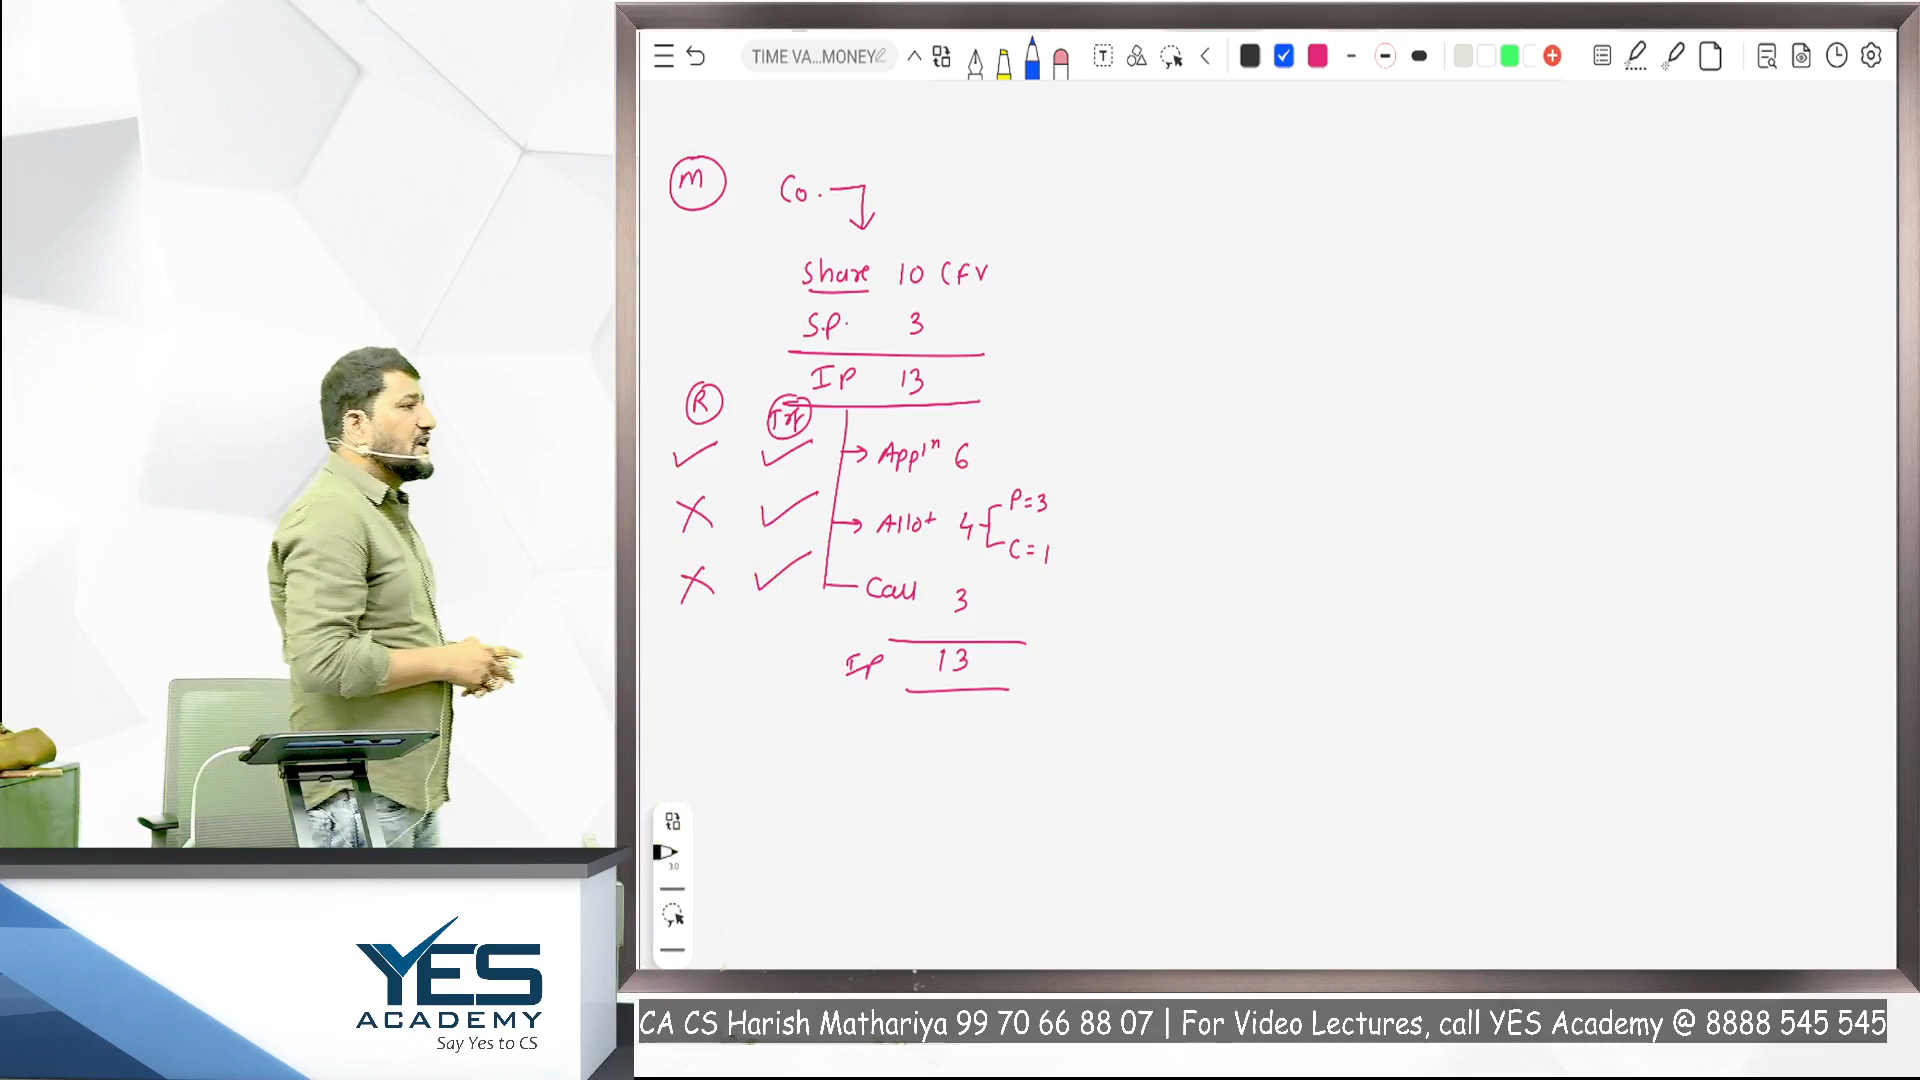 TIME VA...MONEY
M
Co.
Share 10 (FV
S.P. 3
IP 13
R
Appln 6
P=3
Allot 4
C=1
Call 3
IP 13
30
YES
ACADEMY
Say Yes to CS
CA CS Harish Mathariya 99 70 66 88 07 | For Video Lectures, call YES Academy @ 8888 545 545